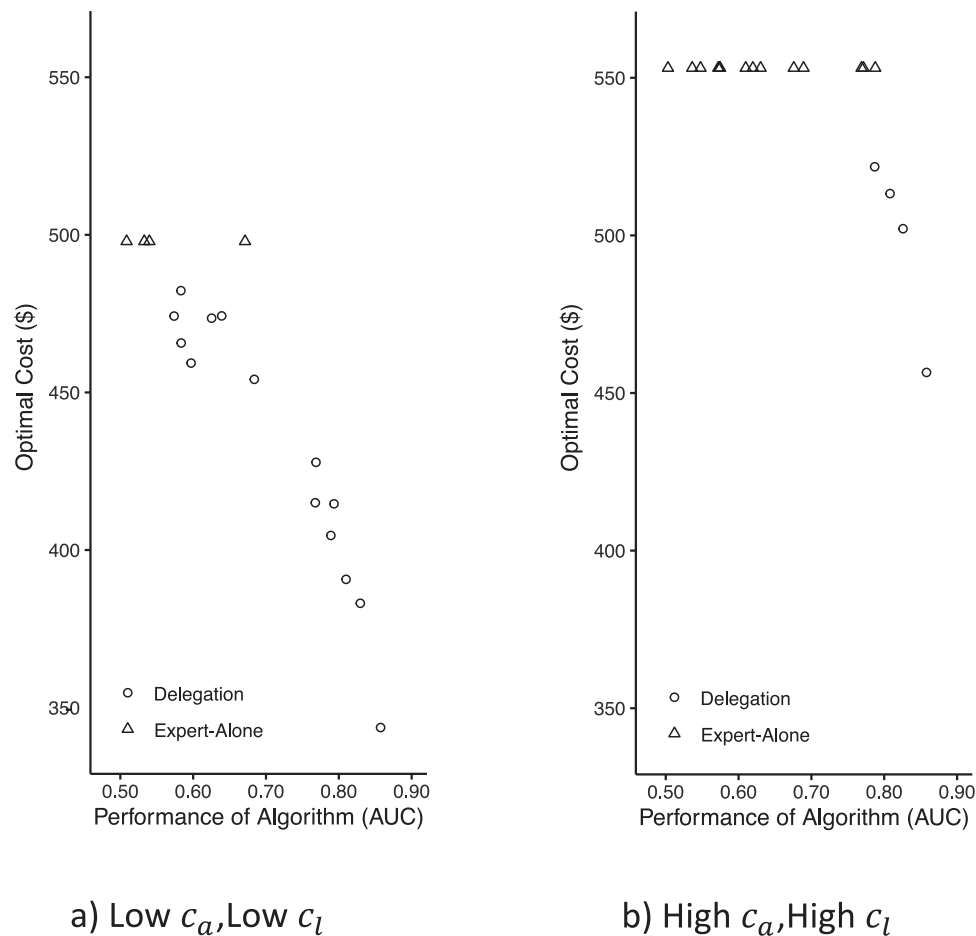 550
500
450
400
350
Optimal Cost ($)
Delegation
Expert-Alone
0.50 0.60 0.70 0.80 0.90
Performance of Algorithm (AUC)
a) Low c_a,Low c_l
550
500
450
400
350
Optimal Cost ($)
Delegation
Expert-Alone
0.50 0.60 0.70 0.80 0.90
Performance of Algorithm (AUC)
b) High c_a,High c_l